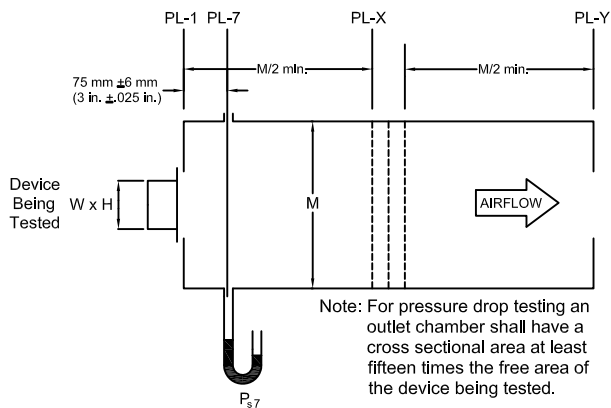 PL-1 PL-7 PL-X PL-Y
M/2 min. M/2 min.
75 mm ±6 mm
(3 in. ±.025 in.)
Device
Being
Tested
W x H
M
AIRFLOW
Note: For pressure drop testing an
outlet chamber shall have a
cross sectional area at least
fifteen times the free area of
the device being tested.
Ps7